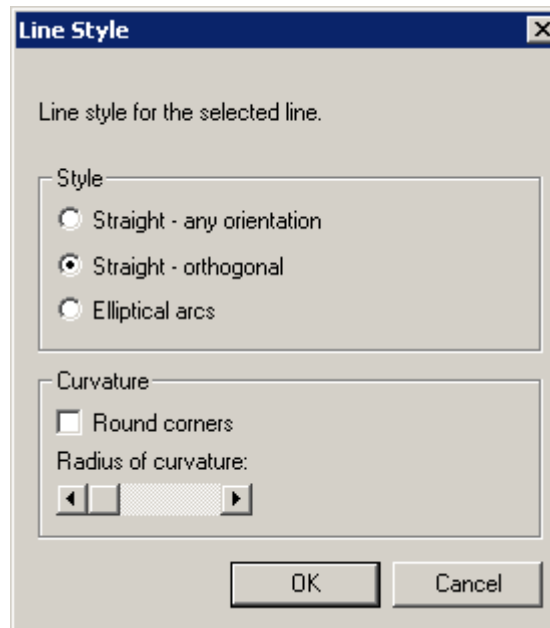 Line Style
Line style for the selected line.
Style
Straight - any orientation
Straight - orthogonal
Elliptical arcs
Curvature
Round corners
Radius of curvature:
OK
Cancel